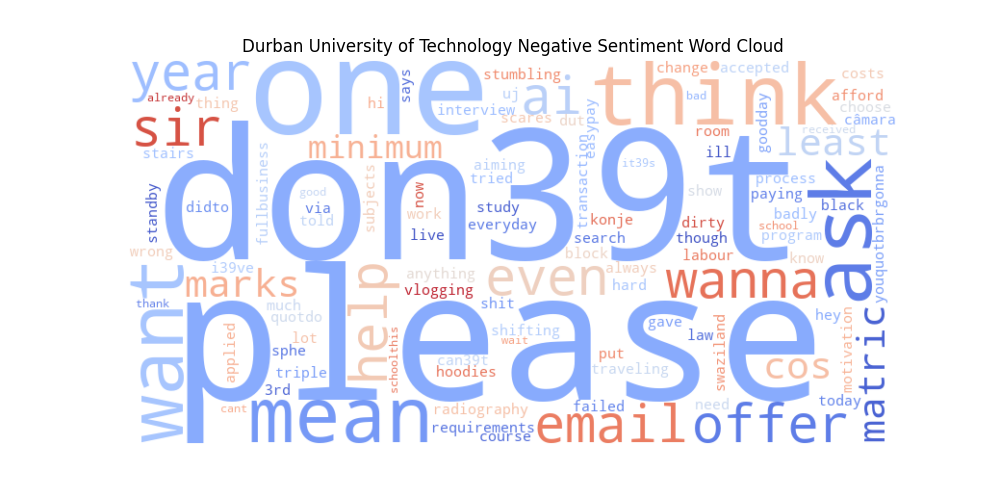 Durban University of Technology Negative Sentiment Word Cloud
year
one
stumbling
think
change
accepted
costs
already
thing
hi
says
uj
ai
bad
afford
choose
câmara
interview
scares
dut
easypay
goodday
received
sir
stairs
minimum
room
least
don39t
aiming
tried
transaction
it39s
ill
process
standby
fullbusiness
good
subjects
now
show
paying
ask
didto
via
told
work
study
konje
dirty
school
black
badly
live
everyday
search
though
program
wrong
i39ve
block
labour
know
youquotbrbrgonna
want
marks
help
anything
even
always
wanna
vlogging
hard
thank
please
much
quotdo
shit
gave
law
hey
matric
applied
lot
schoolthis
shifting
wait
swaziland
motivation
sphe
can39t
put
cos
triple
hoodies
traveling
3rd
cant
mean
radiography
failed
need
today
requirements
course
email
offer